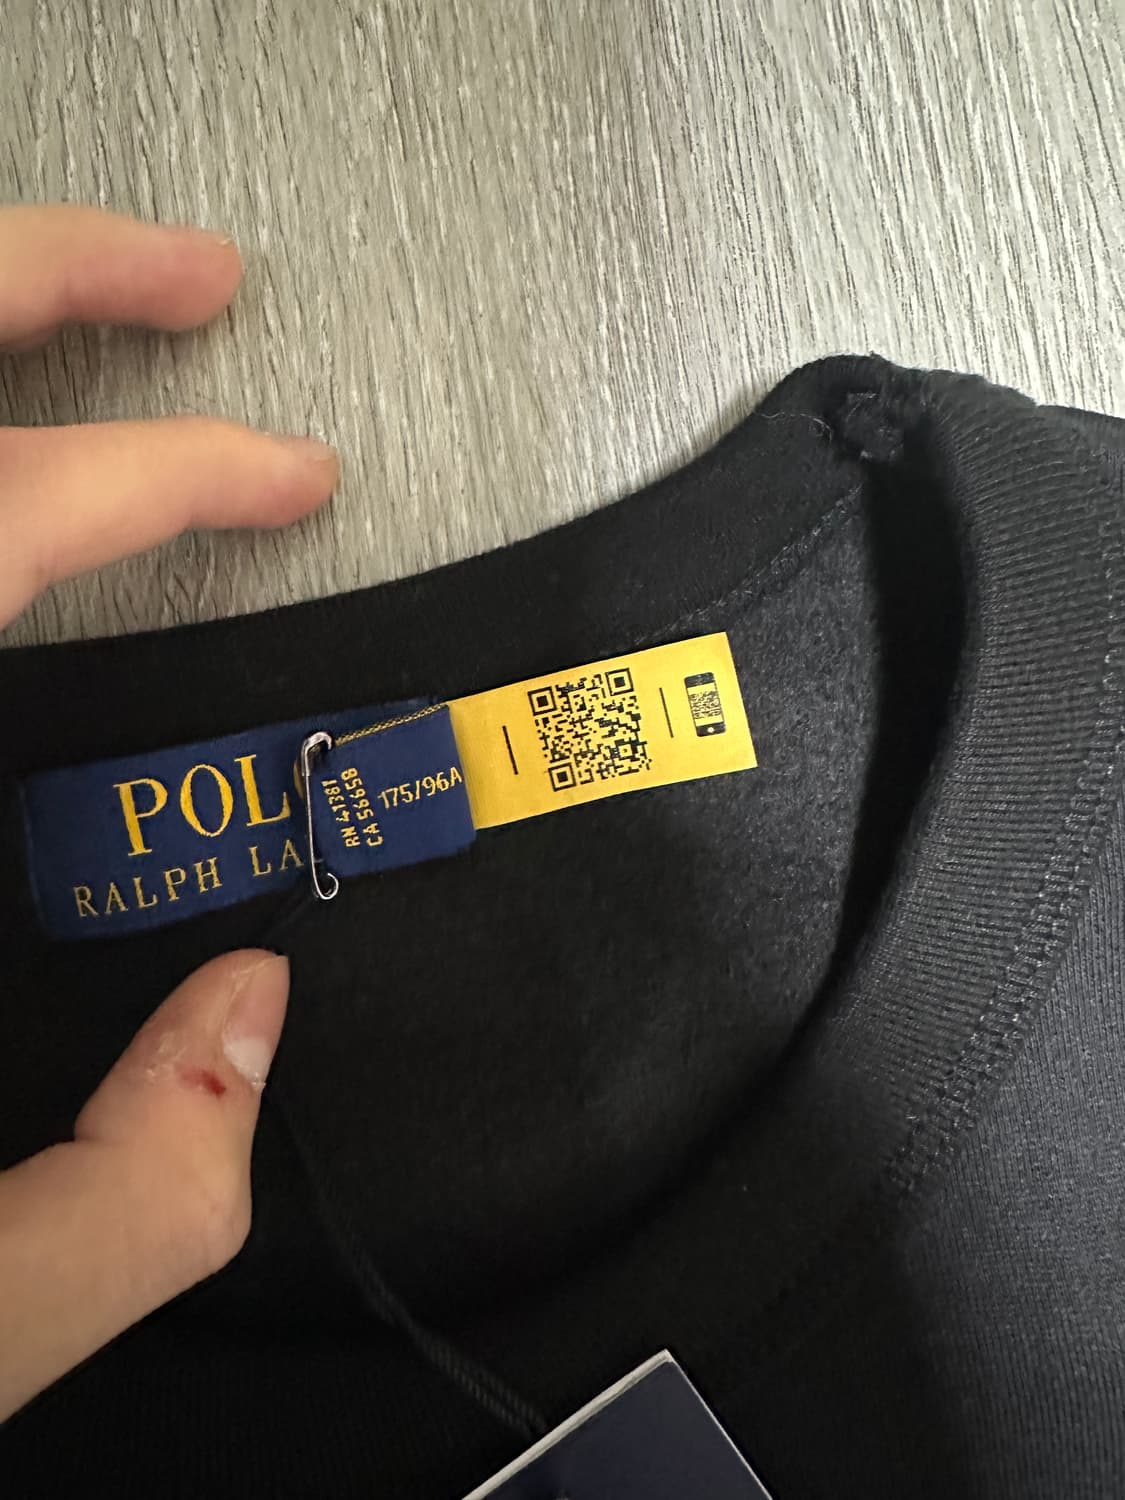 POL
RALPH LA
RN 41381
CA 56658
175/96A